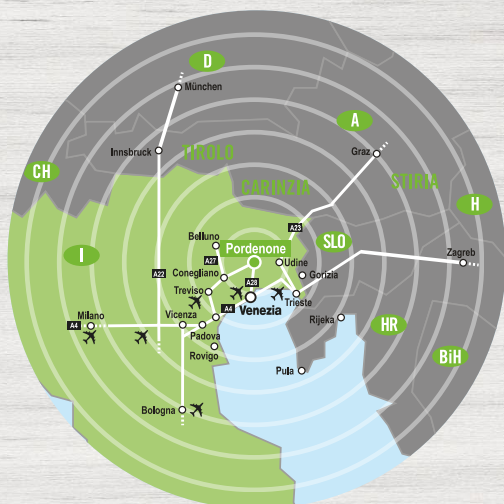 D
München
A
Innsbruck
TIROLO
Graz
CH
CARINZIA
STIRIA
H
A23
Belluno
SLO
Pordenone
Zagreb
I
A27
Udine
A22
Conegliano
Gorizia
A28
Treviso
Trieste
Venezia
A4
Milano
Vicenza
A4
Rijeka
HR
Padova
Rovigo
BiH
Pula
Bologna